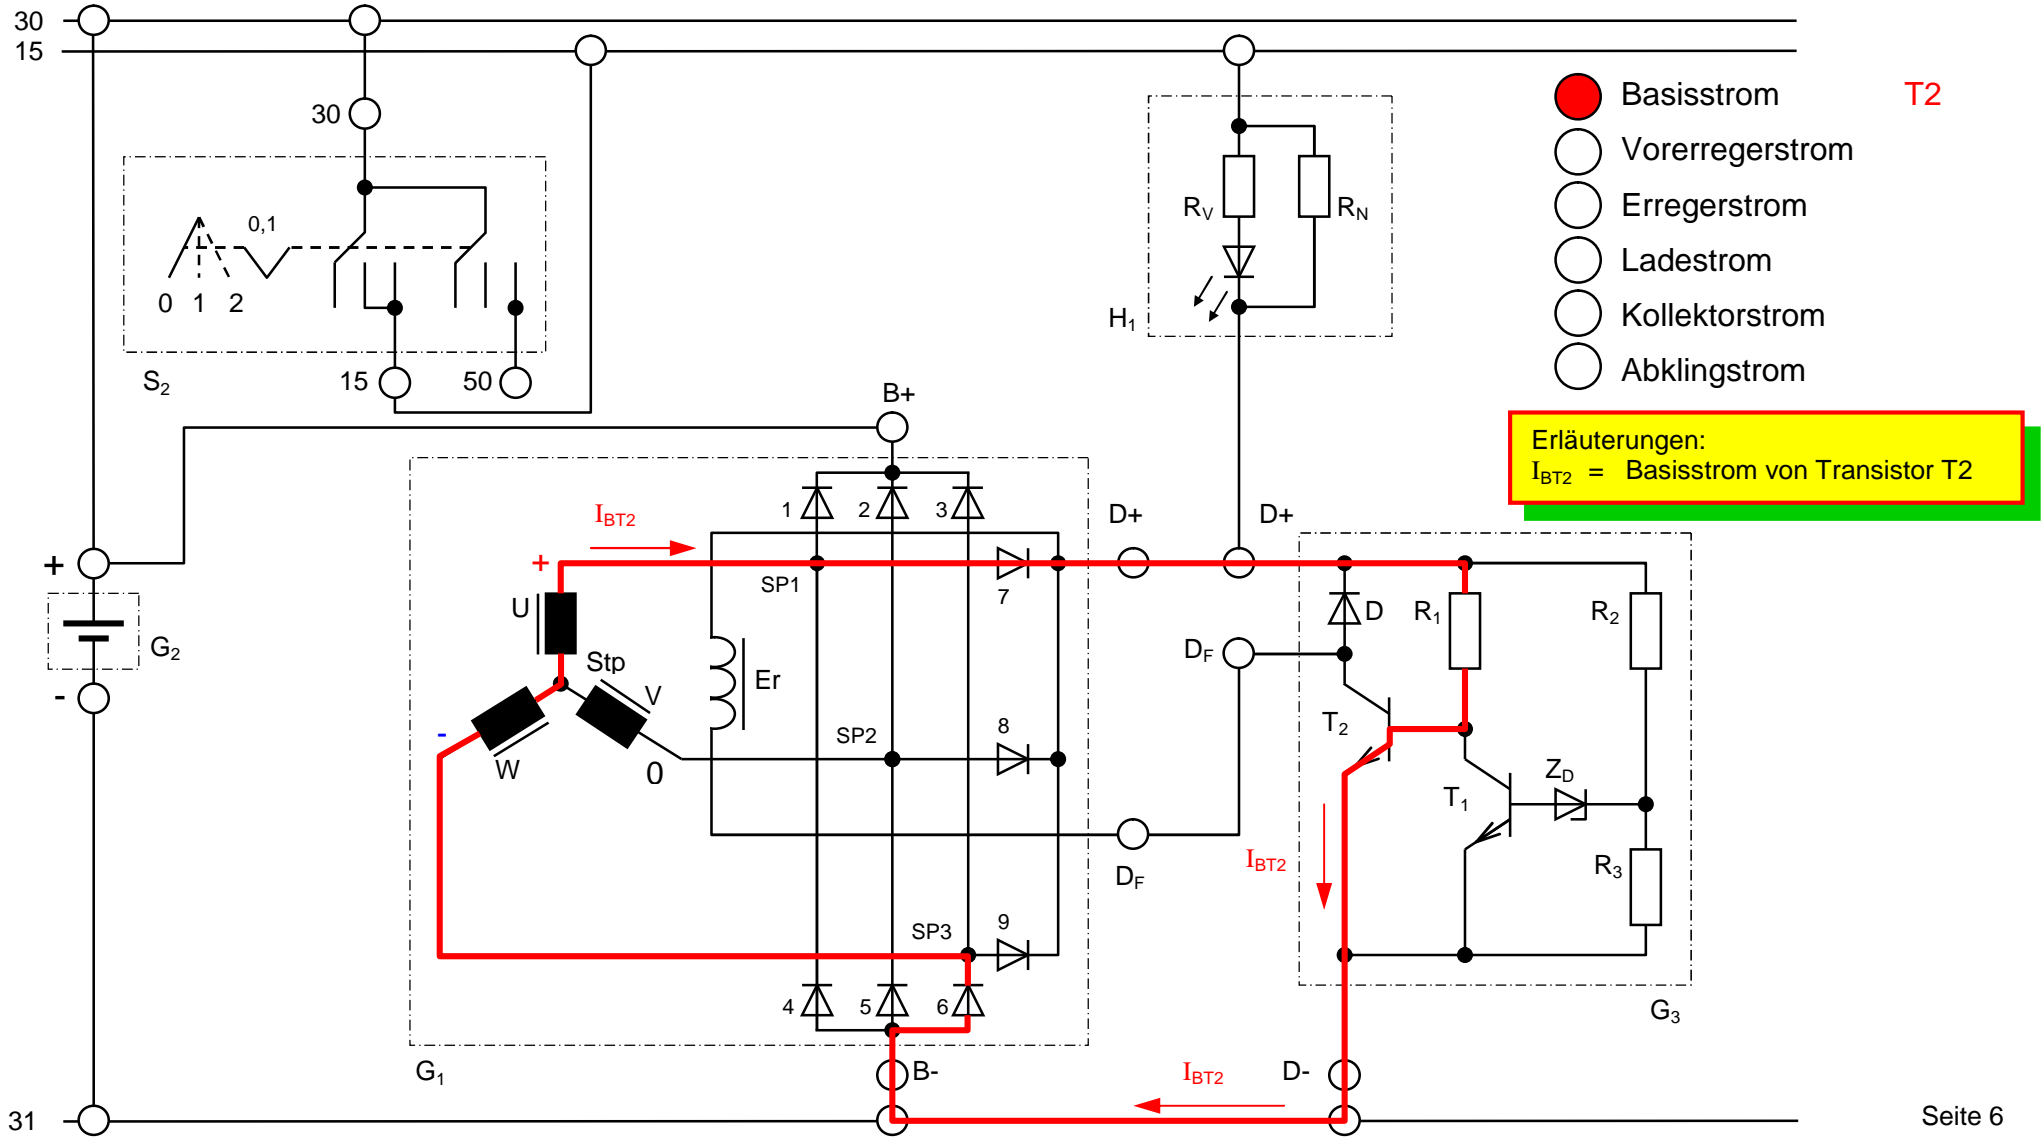 30
15
30
0,1
0 1 2
S2
15
50
RV
RN
H1
Basisstrom T2
Vorerregerstrom
Erregerstrom
Ladestrom
Kollektorstrom
Abklingstrom
Erläuterungen:
IBT2 = Basisstrom von Transistor T2
B+
1
2
3
IBT2
D+
D+
+
+
SP1
7
U
D
R1
R2
G2
Stp
Er
DF
-
V
-
SP2
8
T2
W
0
ZD
T1
IBT2
R3
DF
SP3
9
4
5
6
G3
G1
B-
IBT2
D-
31
Seite 6